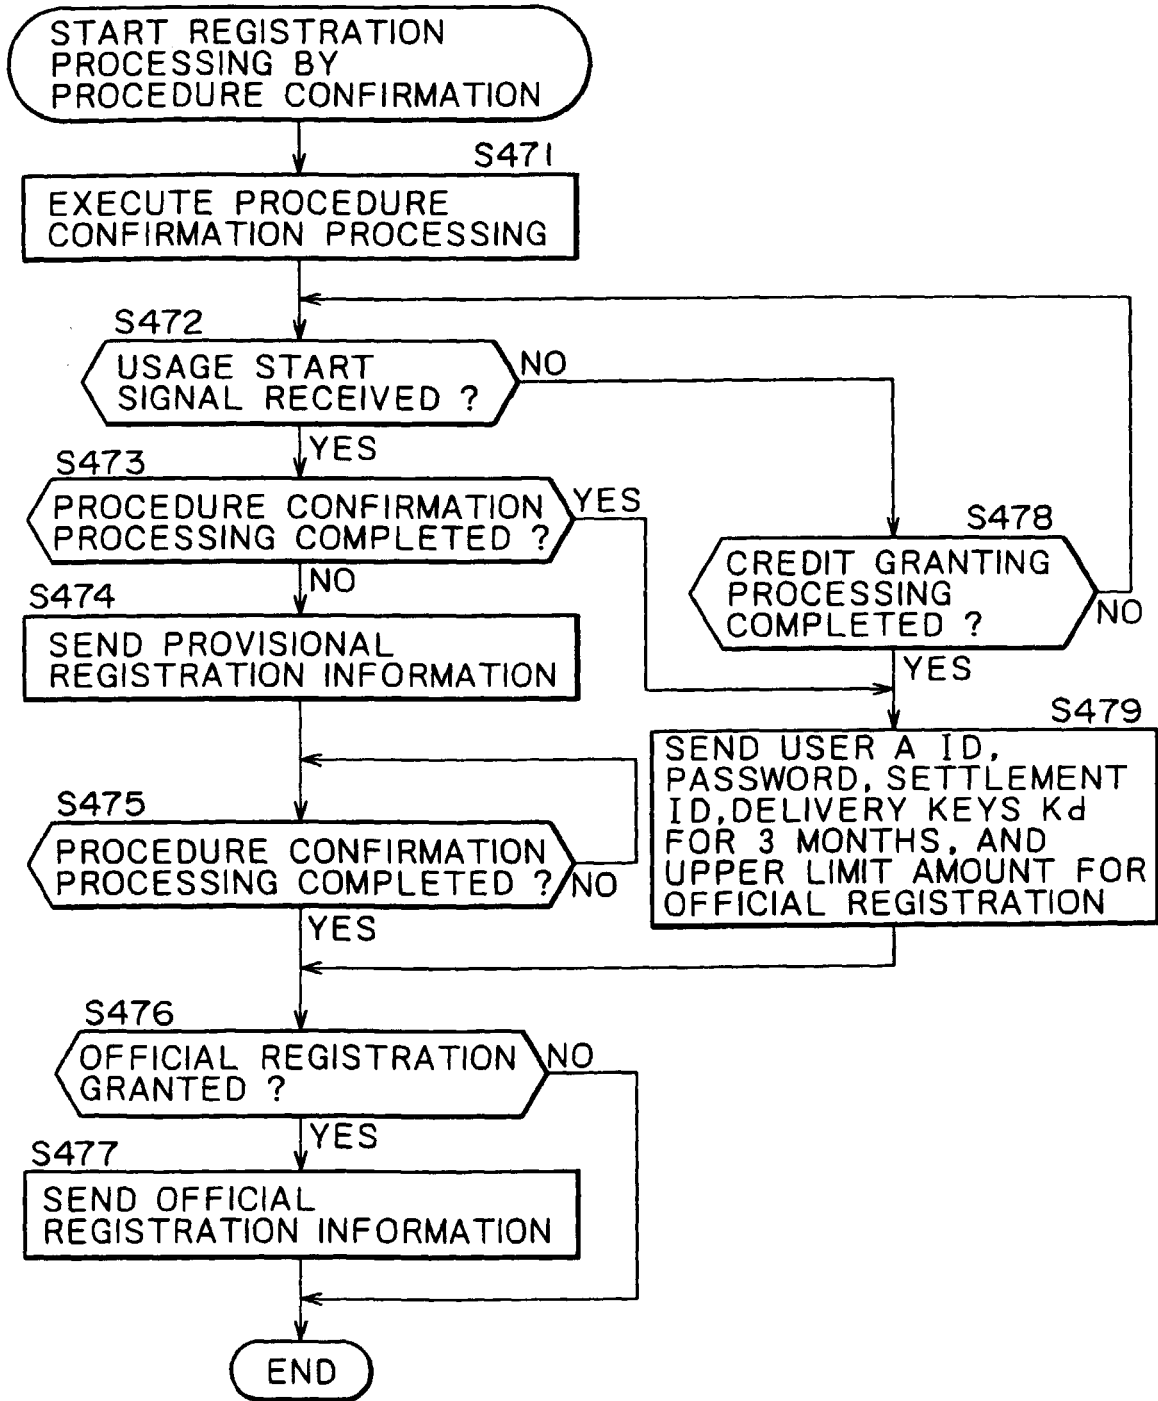 START REGISTRATION
PROCESSING BY
PROCEDURE CONFIRMATION
S471
EXECUTE PROCEDURE
CONFIRMATION PROCESSING
S472
USAGE START
SIGNAL RECEIVED ?
NO
YES
S473
PROCEDURE CONFIRMATION
PROCESSING COMPLETED ?
YES
NO
S478
CREDIT GRANTING
PROCESSING
COMPLETED ?
NO
YES
S474
SEND PROVISIONAL
REGISTRATION INFORMATION
S479
SEND USER A ID,
PASSWORD, SETTLEMENT
ID, DELIVERY KEYS Kd
FOR 3 MONTHS, AND
UPPER LIMIT AMOUNT FOR
OFFICIAL REGISTRATION
S475
PROCEDURE CONFIRMATION
PROCESSING COMPLETED ?
NO
YES
S476
OFFICIAL REGISTRATION
GRANTED ?
NO
YES
S477
SEND OFFICIAL
REGISTRATION INFORMATION
END